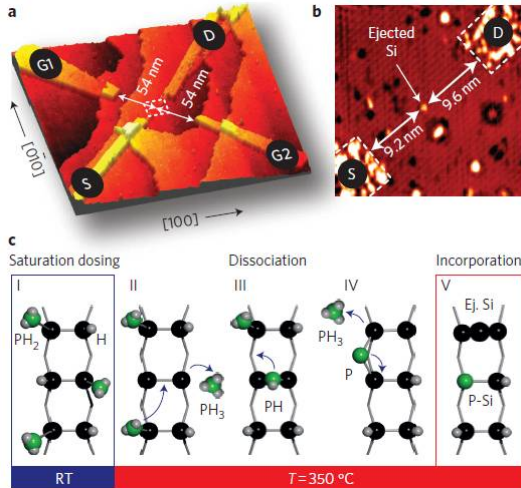 a
G1
D
54 nm
54 nm
S
G2
[010]
[100]
b
Ejected
Si
D
9.6 nm
9.2 nm
S
c
Saturation dosing
Dissociation
Incorporation
I
II
III
IV
V
PH₂
H
PH₃
PH
PH₃
P
Ej. Si
P-Si
RT
T = 350 °C